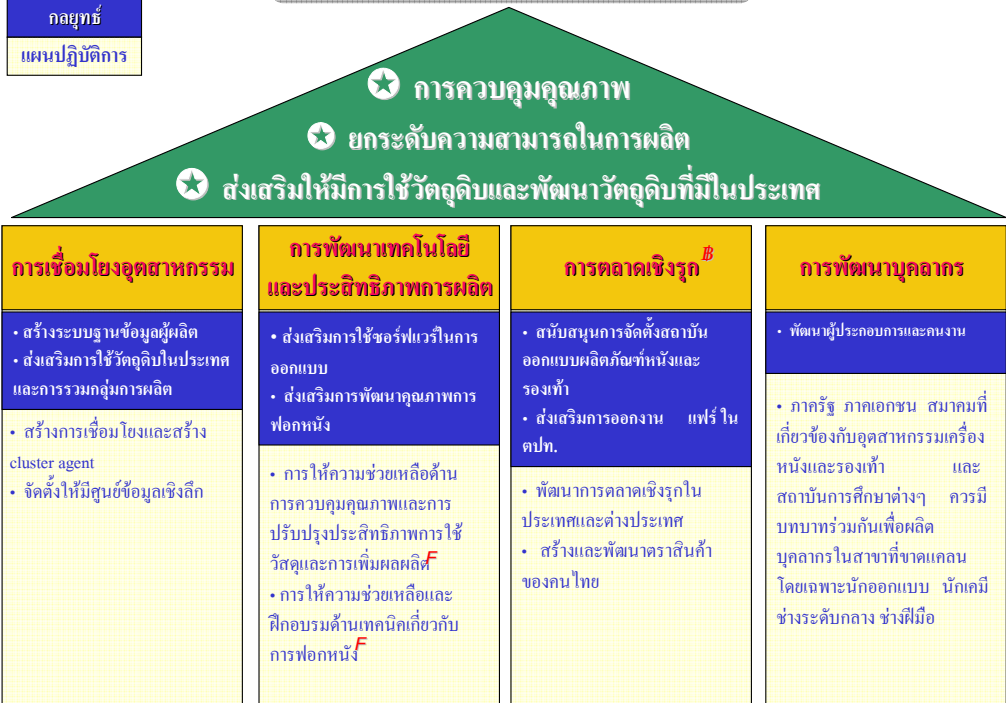 กลยุทธ์
แผนปฏิบัติการ
การควบคุมคุณภาพ
ยกระดับความสามารถในการผลิต
ส่งเสริมให้มีการใช้วัตถุดิบและพัฒนาวัตถุดิบที่มีในประเทศ
การเชื่อมโยงอุตสาหกรรม
• สร้างระบบฐานข้อมูลผู้ผลิต
• ส่งเสริมการใช้วัตถุดิบในประเทศ
และการรวมกลุ่มการผลิต
• สร้างการเชื่อมโยงและสร้าง
cluster agent
• จัดตั้งให้มีศูนย์ข้อมูลเชิงลึก
การพัฒนาเทคโนโลยี
และประสิทธิภาพการผลิต
• ส่งเสริมการใช้ซอร์ฟแวร์ในการ
ออกแบบ
• ส่งเสริมการพัฒนาคุณภาพการ
ฟอกหนัง
• การให้ความช่วยเหลือด้าน
การควบคุมคุณภาพและการ
ปรับปรุงประสิทธิภาพการใช้
วัสดุและการเพิ่มผลผลิต F
• การให้ความช่วยเหลือและ
ฝึกอบรมด้านเทคนิคเกี่ยวกับ
การฟอกหนัง F
การตลาดเชิงรุก ฿
• สนับสนุนการจัดตั้งสถาบัน
ออกแบบผลิตภัณฑ์หนังและ
รองเท้า
• ส่งเสริมการออกงาน แฟร์ ใน
ตปท.
• พัฒนาการตลาดเชิงรุกใน
ประเทศและต่างประเทศ
• สร้างและพัฒนาตราสินค้า
ของคนไทย
การพัฒนาบุคลากร
• พัฒนาผู้ประกอบการและคนงาน
• ภาครัฐ ภาคเอกชน สมาคมที่
เกี่ยวข้องกับอุตสาหกรรมเครื่อง
หนังและรองเท้า และ
สถาบันการศึกษาต่างๆ ควรมี
บทบาทร่วมกันเพื่อผลิต
บุคลากรในสาขาที่ขาดแคลน
โดยเฉพาะนักออกแบบ นักเคมี
ช่างระดับกลาง ช่างฝีมือ